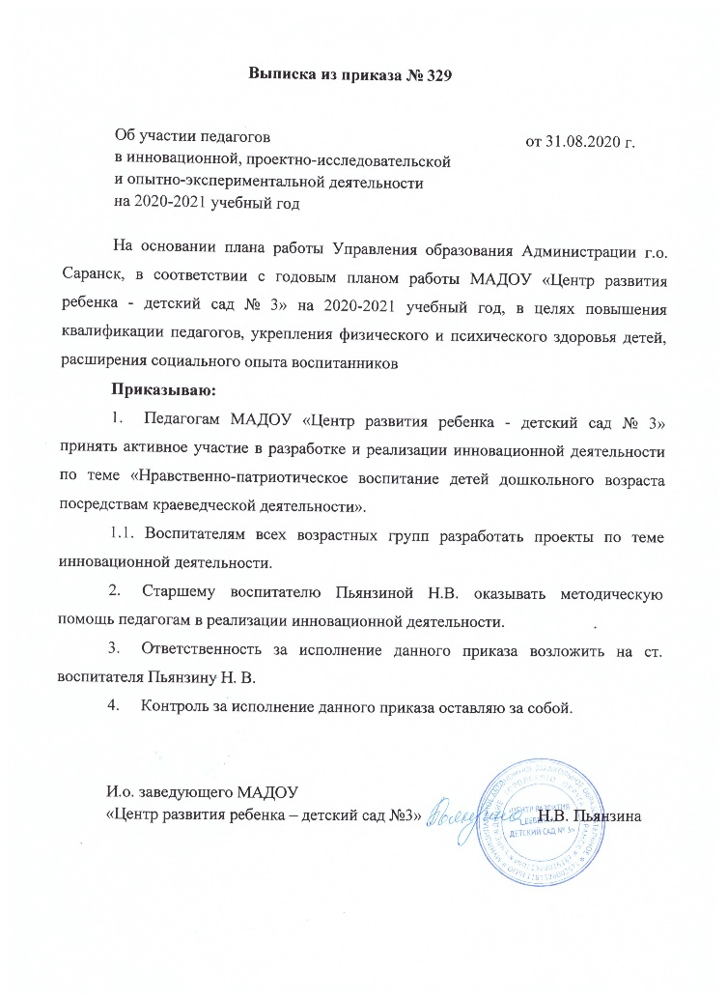 Выписка из приказа № 329
Об участии педагогов от 31.08.2020 г.
в инновационной, проектно-исследовательской
и опытно-экспериментальной деятельности
на 2020-2021 учебный год
На основании плана работы Управления образования Администрации г.о.
Саранск, в соответствии с годовым планом работы МАДОУ «Центр развития
ребенка - детский сад № 3» на 2020-2021 учебный год, в целях повышения
квалификации педагогов, укрепления физического и психического здоровья детей,
расширения социального опыта воспитанников
Приказываю:
1. Педагогам МАДОУ «Центр развития ребенка - детский сад № 3»
принять активное участие в разработке и реализации инновационной деятельности
по теме «Нравственно-патриотическое воспитание детей дошкольного возраста
посредствам краеведческой деятельности».
1.1. Воспитателям всех возрастных групп разработать проекты по теме
инновационной деятельности.
2. Старшему воспитателю Пьянзиной Н.В. оказывать методическую
помощь педагогам в реализации инновационной деятельности.
3. Ответственность за исполнение данного приказа возложить на ст.
воспитателя Пьянзину Н. В.
4. Контроль за исполнение данного приказа оставляю за собой.
И.о. заведующего МАДОУ
«Центр развития ребенка – детский сад №3» Н.В. Пьянзина
ЦЕНТР РАЗВИТИЯ
ДЕТСКИЙ САД № 3»